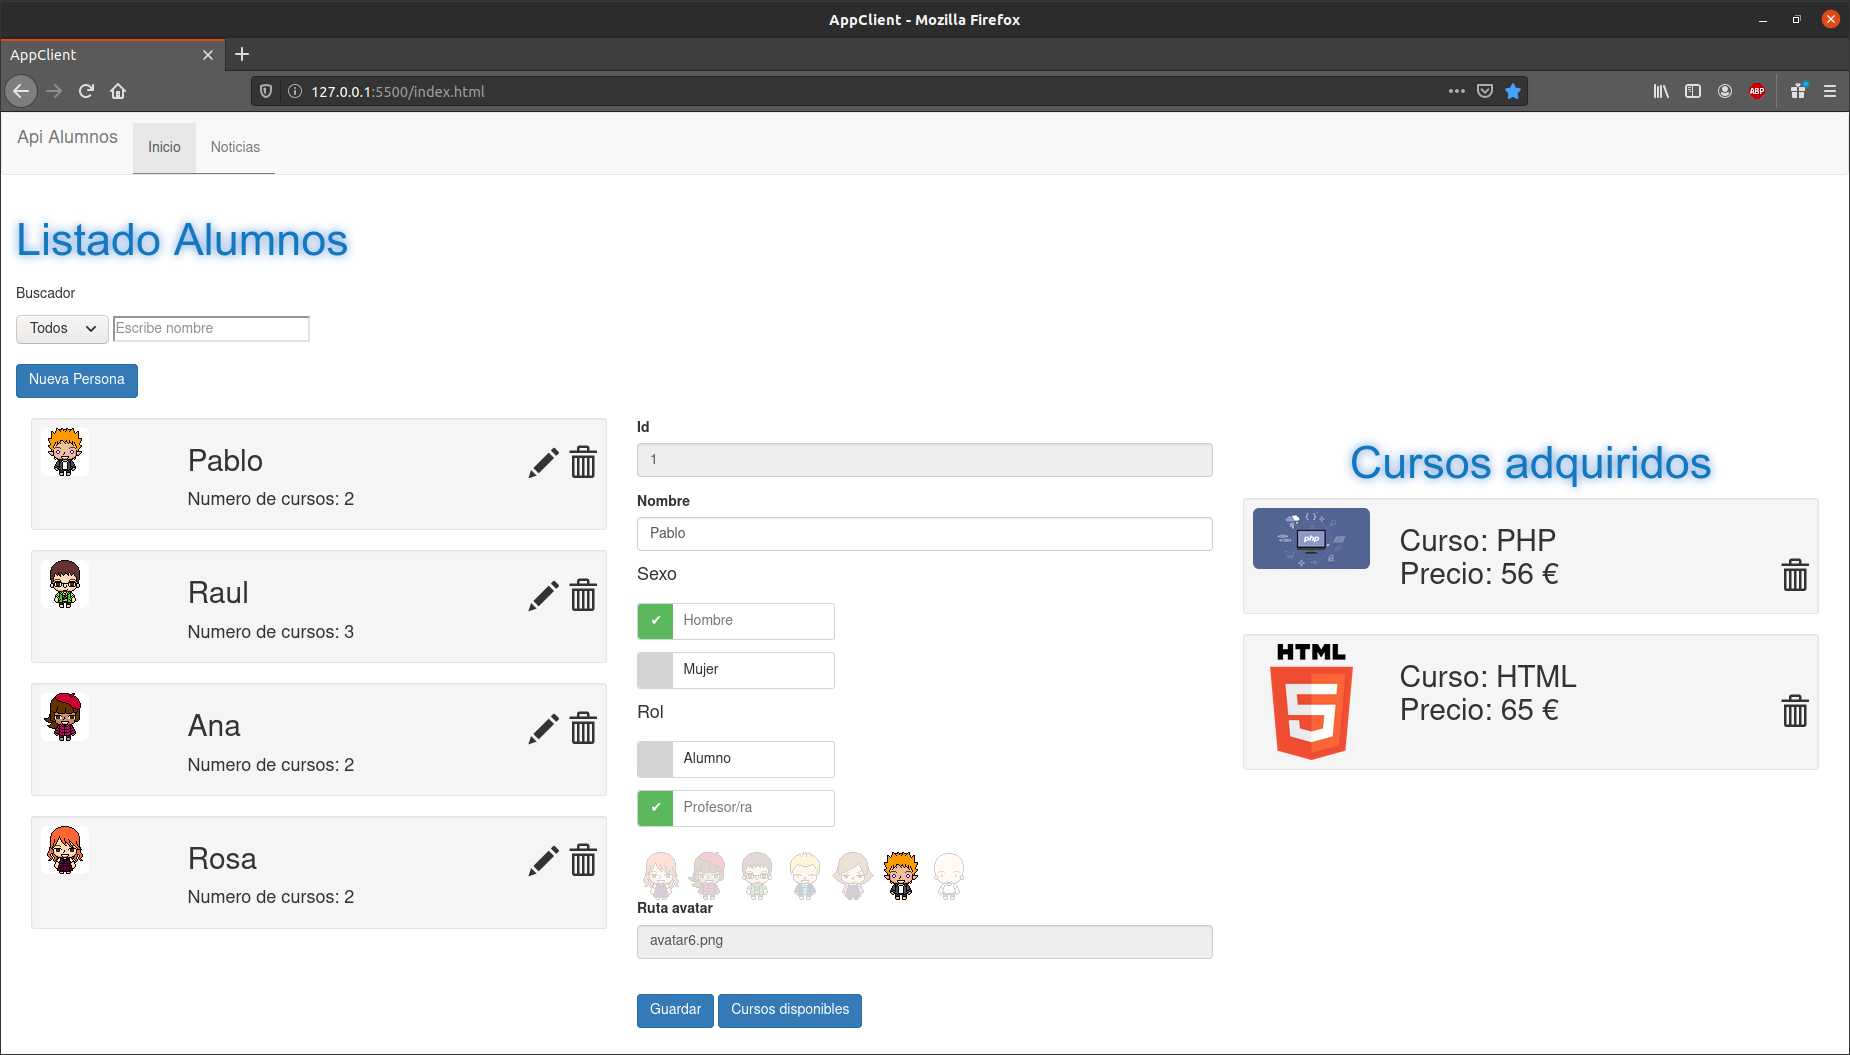 AppClient - Mozilla Firefox
AppClient
127.0.0.1:5500/index.html
ABP
Api Alumnos
Inicio
Noticias
Listado Alumnos
Buscador
Todos
Escribe nombre
Nueva Persona
Pablo
Numero de cursos: 2
Raul
Numero de cursos: 3
Ana
Numero de cursos: 2
Rosa
Numero de cursos: 2
Id
1
Nombre
Pablo
Sexo
Hombre
Mujer
Rol
Alumno
Profesor/ra
Ruta avatar
avatar6.png
Guardar
Cursos disponibles
Cursos adquiridos
php
Curso: PHP
Precio: 56 €
HTML
5
Curso: HTML
Precio: 65 €